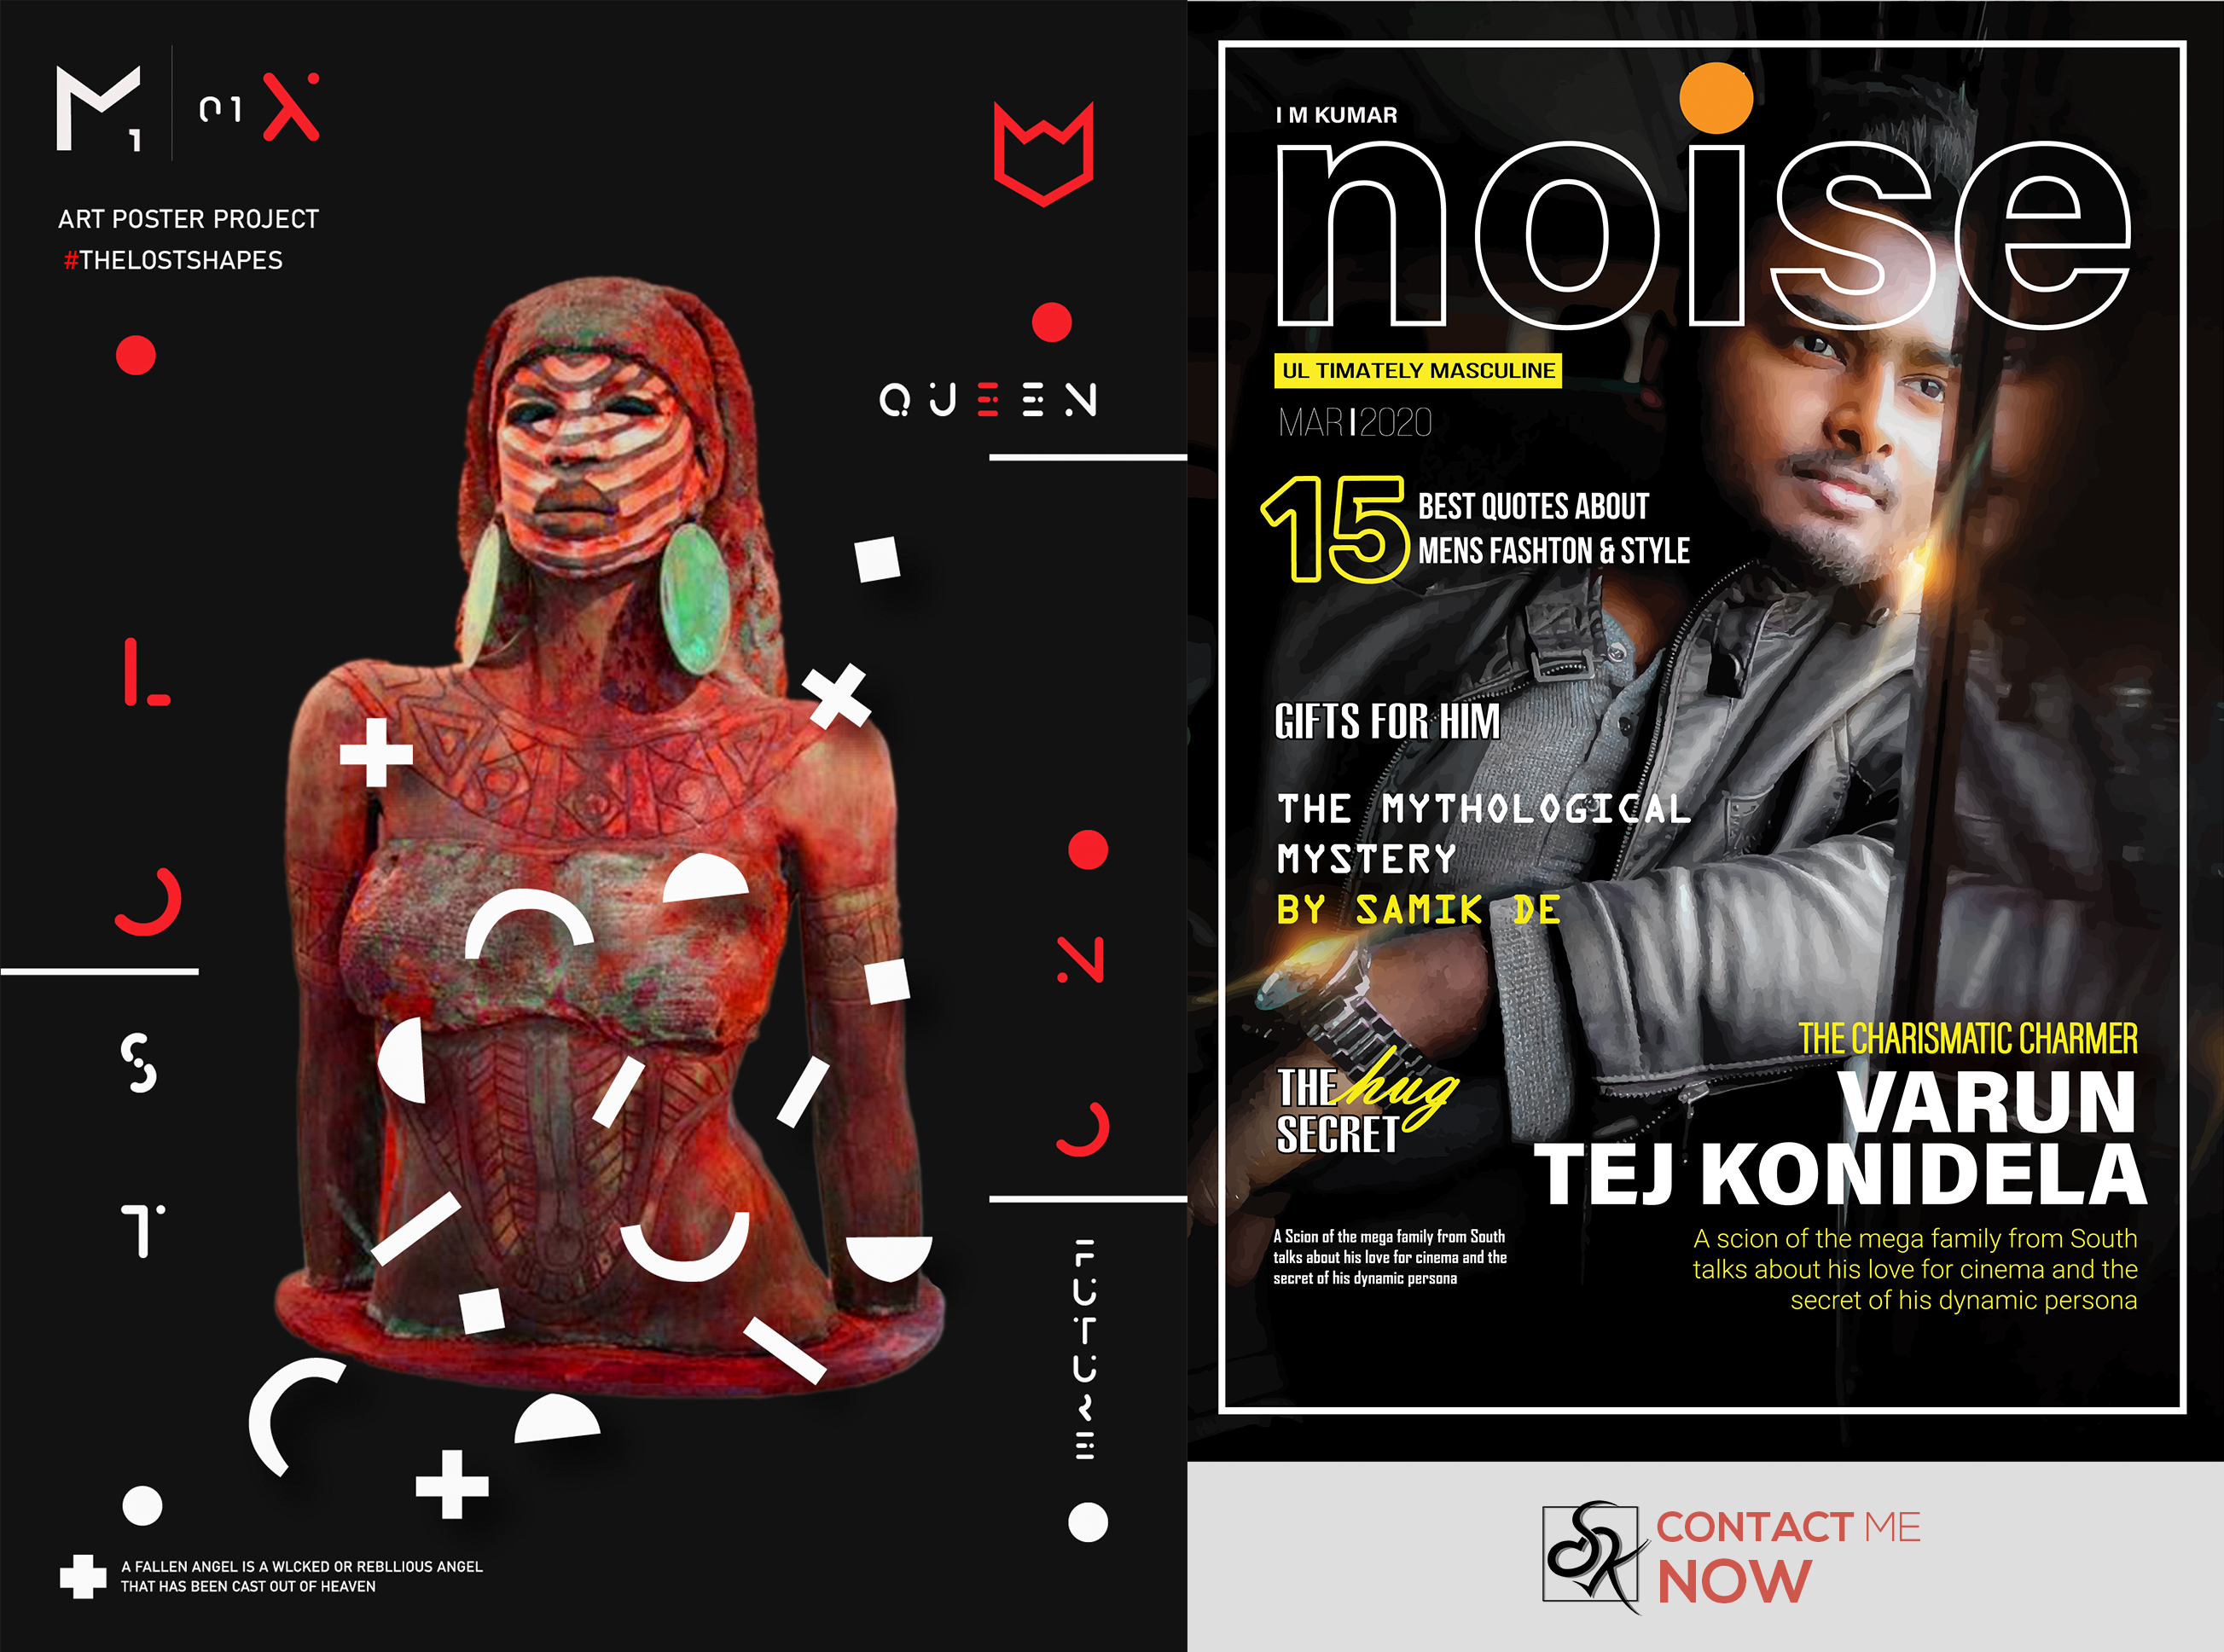 M1
01 X
ART POSTER PROJECT
#THELOSTSHAPES
QUEEN
L
S
T
N
FUTURE
A FALLEN ANGEL IS A WLCKED OR REBLLIOUS ANGEL
THAT HAS BEEN CAST OUT OF HEAVEN
I M KUMAR
noise
UL TIMATELY MASCULINE
MAR|2020
15 BEST QUOTES ABOUT
MENS FASHTON & STYLE
GIFTS FOR HIM
THE MYTHOLOGICAL
MYSTERY
BY SAMIK DE
THE hug
SECRET
THE CHARISMATIC CHARMER
VARUN
TEJ KONIDELA
A Scion of the mega family from South
talks about his love for cinema and the
secret of his dynamic persona
A scion of the mega family from South
talks about his love for cinema and the
secret of his dynamic persona
CONTACT ME
NOW